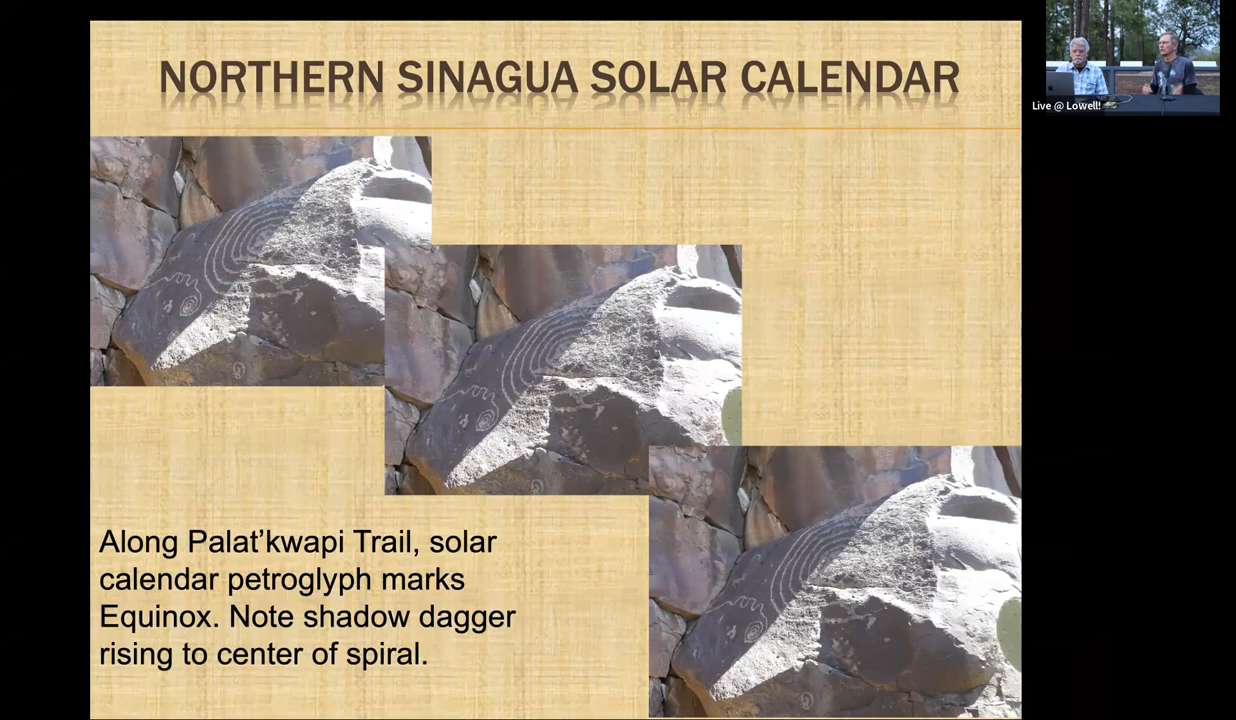 NORTHERN SINAGUA SOLAR CALENDAR
Live @ Lowell!
Along Palat’kwapi Trail, solar
calendar petroglyph marks
Equinox. Note shadow dagger
rising to center of spiral.